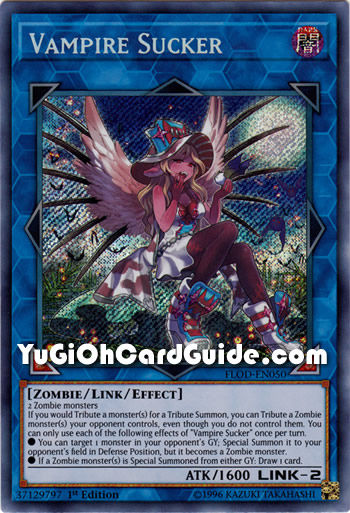 VAMPIRE SUCKER
DARK
闇
YuGiOhCardGuide.com
FLOD-EN050
[ZOMBIE/LINK/EFFECT]
2 Zombie monsters
If you would Tribute a monster(s) for a Tribute Summon, you can Tribute a Zombie
monster(s) your opponent controls, even though you do not control them. You
can only use each of the following effects of "Vampire Sucker" once per turn.
● You can target 1 monster in your opponent's GY; Special Summon it to your
opponent's field in Defense Position, but it becomes a Zombie monster.
● If a Zombie monster is Special Summoned from either GY: Draw 1 card.
ATK/1600 LINK-2
37129797 1st Edition ©1996 KAZUKI TAKAHASHI